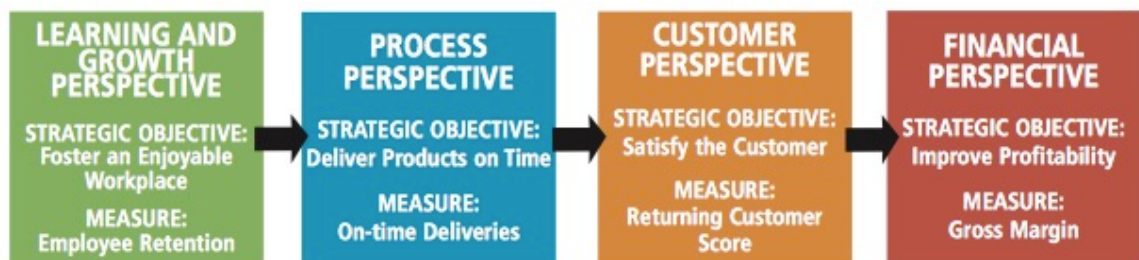 LEARNING AND
GROWTH
PERSPECTIVE
STRATEGIC OBJECTIVE:
Foster an Enjoyable
Workplace
MEASURE:
Employee Retention
PROCESS
PERSPECTIVE
STRATEGIC OBJECTIVE:
Deliver Products on Time
MEASURE:
On-time Deliveries
CUSTOMER
PERSPECTIVE
STRATEGIC OBJECTIVE:
Satisfy the Customer
MEASURE:
Returning Customer
Score
FINANCIAL
PERSPECTIVE
STRATEGIC OBJECTIVE:
Improve Profitability
MEASURE:
Gross Margin